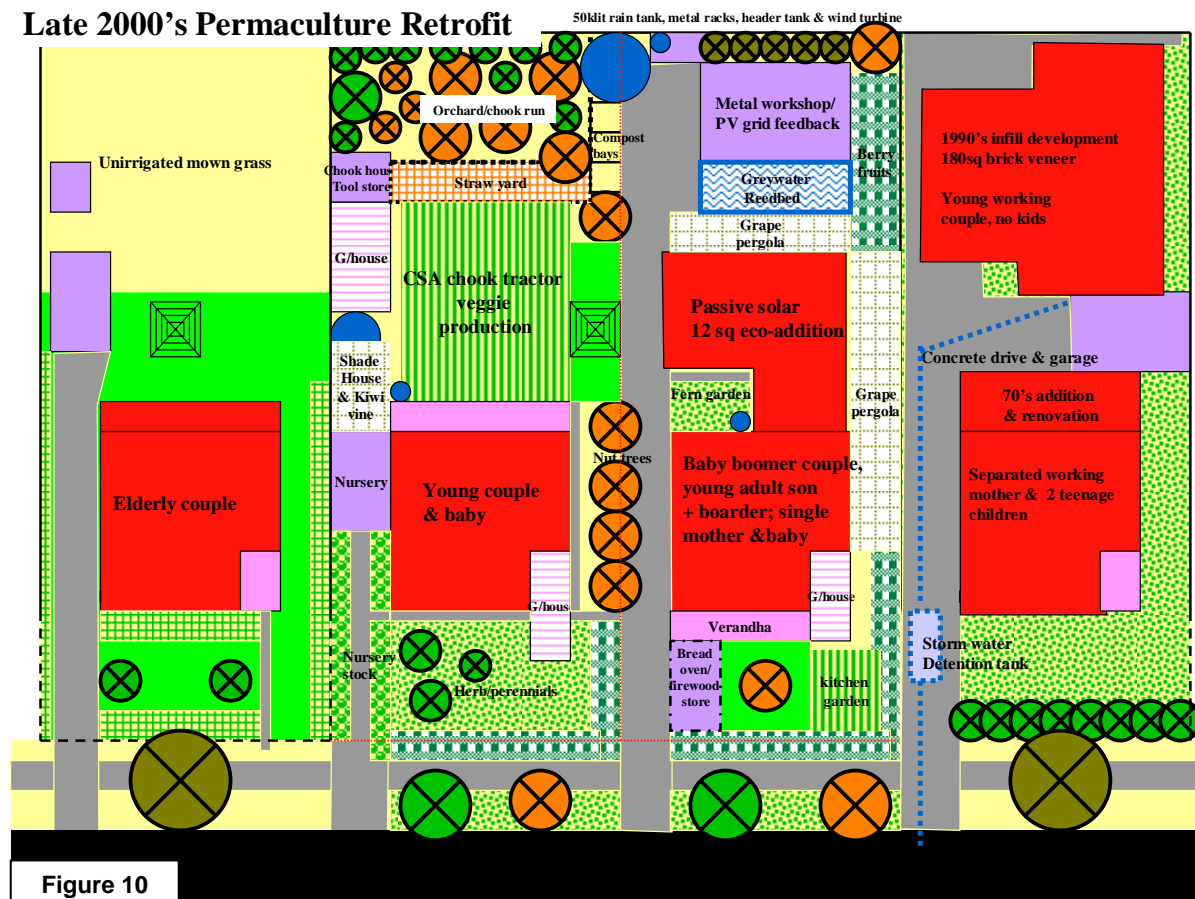 Late 2000's Permaculture Retrofit
50klit rain tank, metal racks, header tank & wind turbine
Unirrigated mown grass
Orchard/chook run
Compost
bays
Metal workshop/
PV grid feedback
Berry
fruits
1990's infill development
180sq brick veneer
Young working
couple, no kids
Chook hous
Tool store
Straw yard
Greywater
Reedbed
Grape
pergola
G/house
CSA chook tractor
veggie
production
Passive solar
12 sq eco-addition
Concrete drive & garage
Shade
House
& Kiwi
vine
Fern garden
Grape
pergola
70's addition
& renovation
Elderly couple
Nursery
Young couple
& baby
Nut trees
Baby boomer couple,
young adult son
+ boarder; single
mother &baby
Separated working
mother & 2 teenage
children
G/hous
G/house
Verandha
Nursery
stock
Herb/perennials
Bread
oven/
firewood
store
kitchen
garden
Storm water
Detention tank
Figure 10